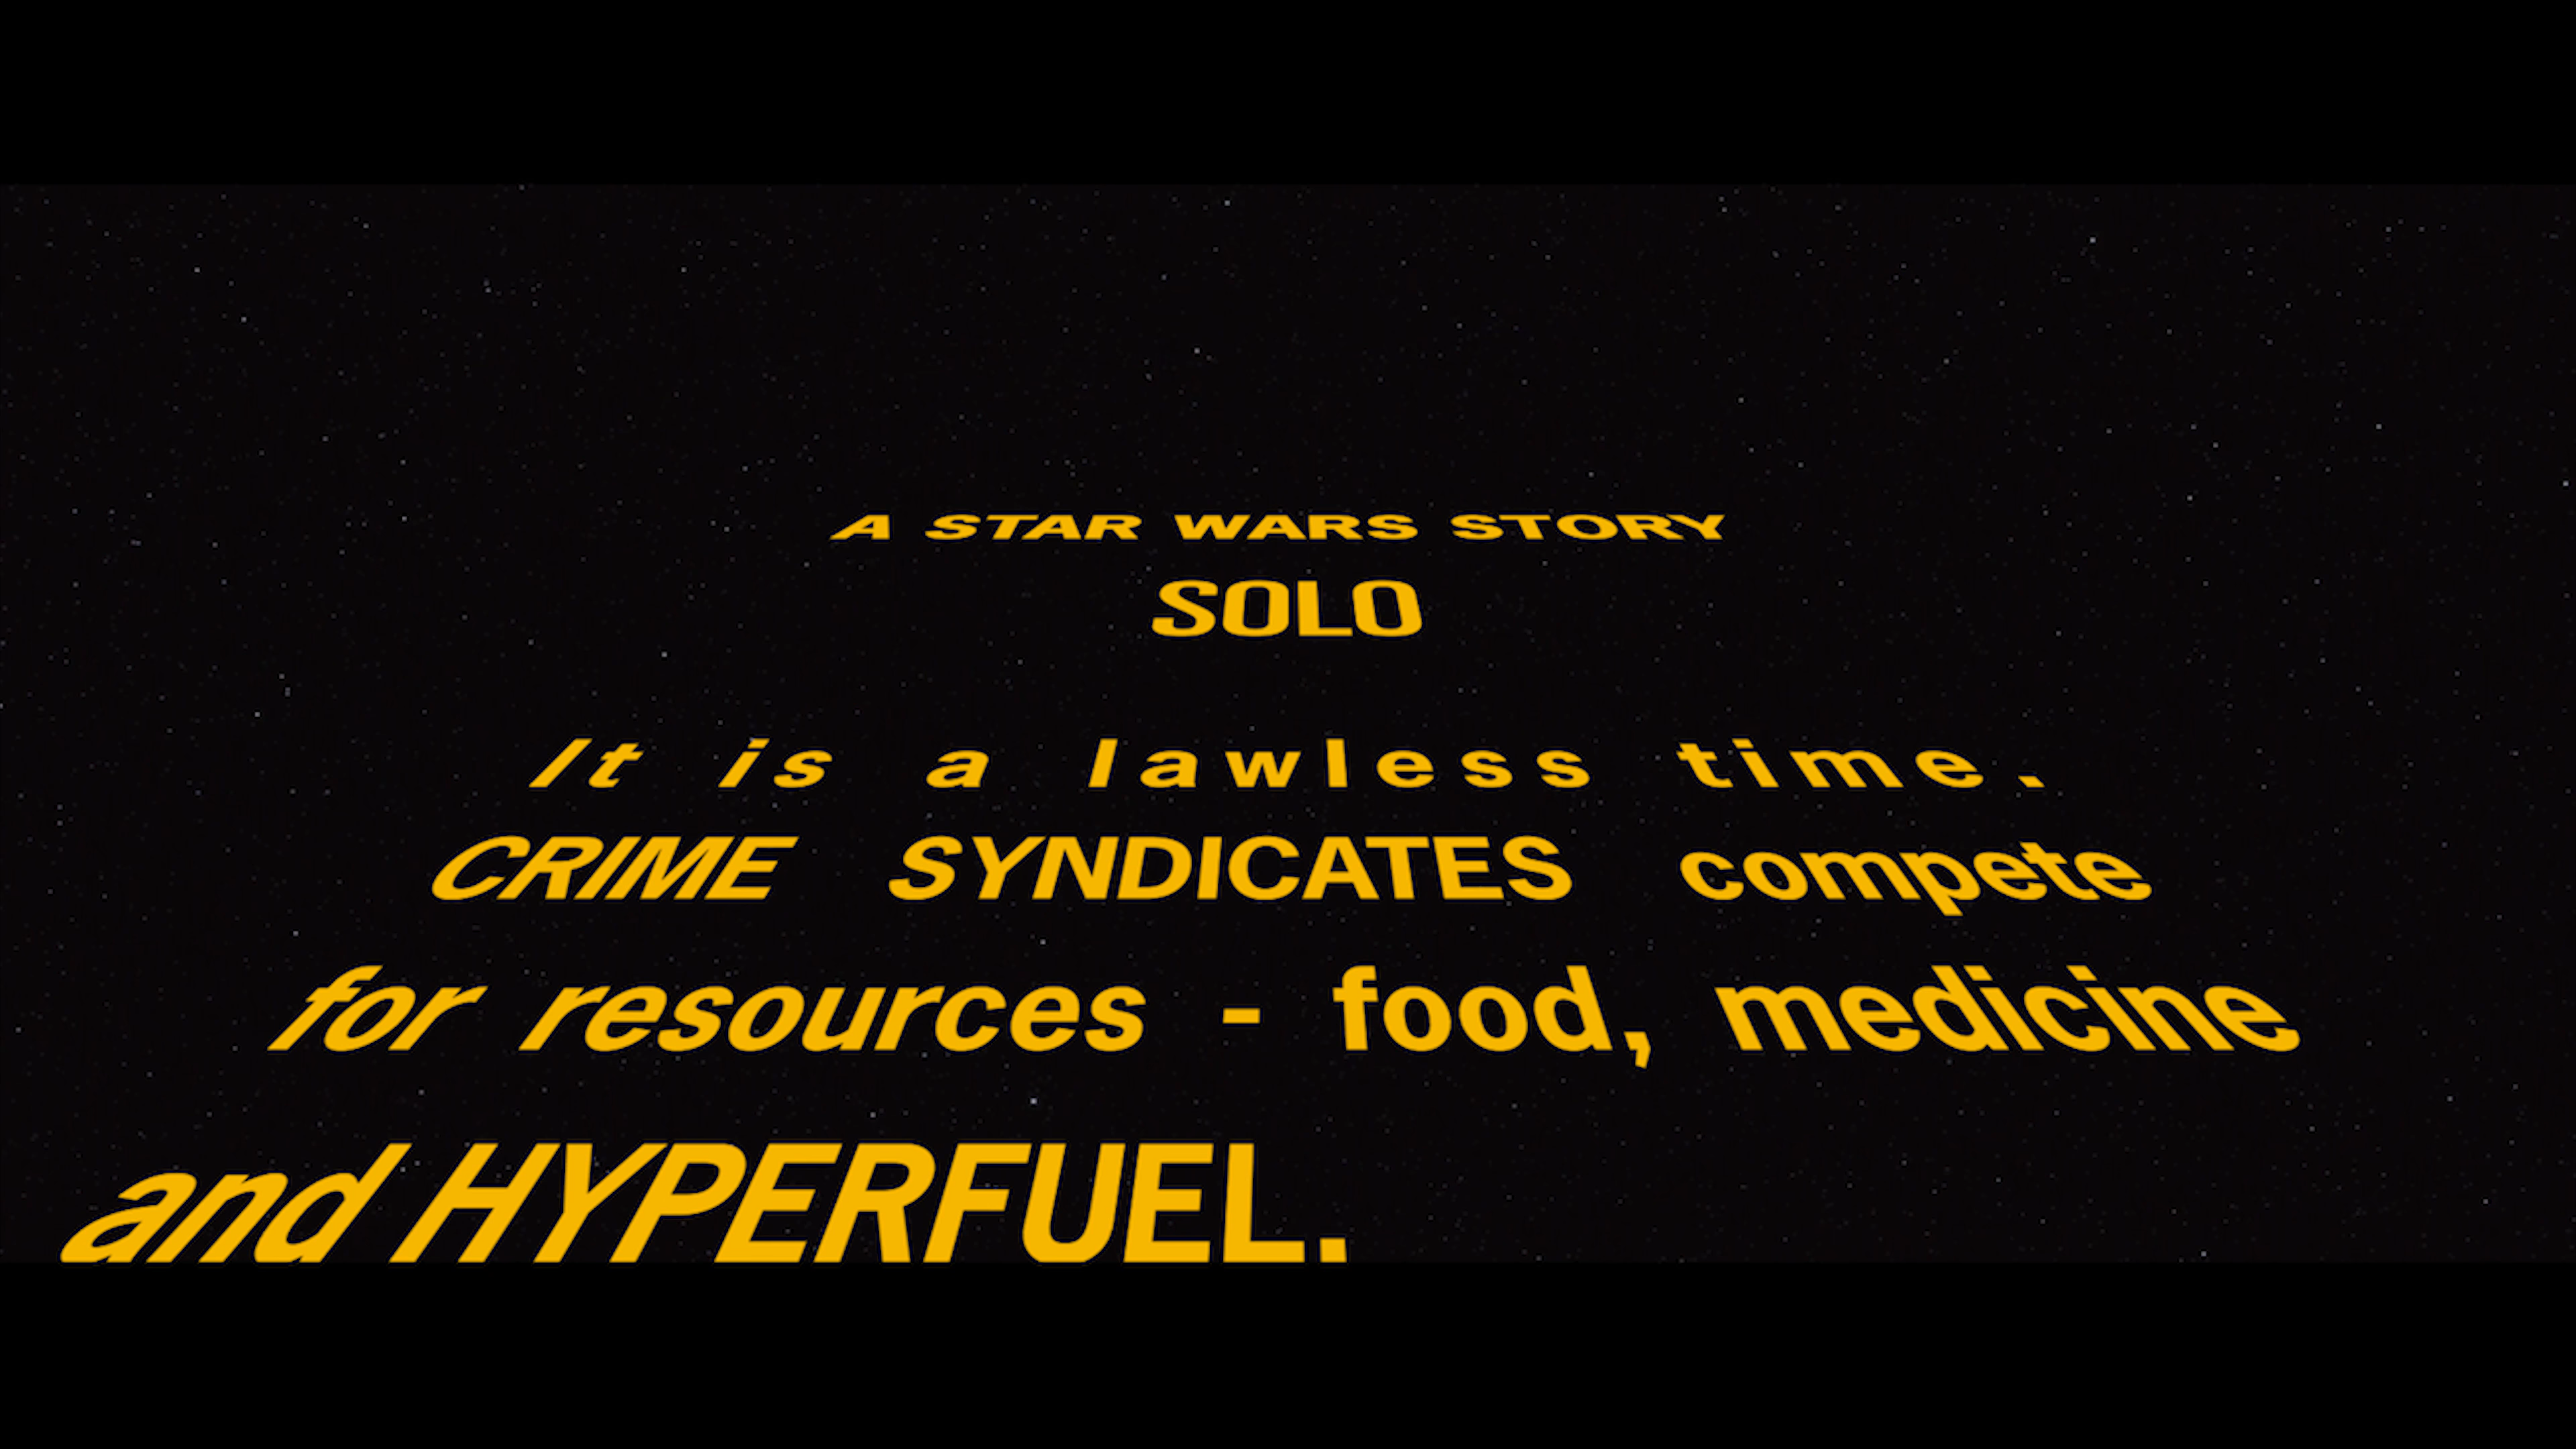 A STAR WARS STORY
SOLO
It is a lawless time.
CRIME SYNDICATES compete
for resources - food, medicine
and HYPERFUEL.